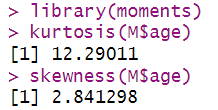 > library(moments)
> kurtosis(M$age)
[1] 12.29011
> skewness(M$age)
[1] 2.841298